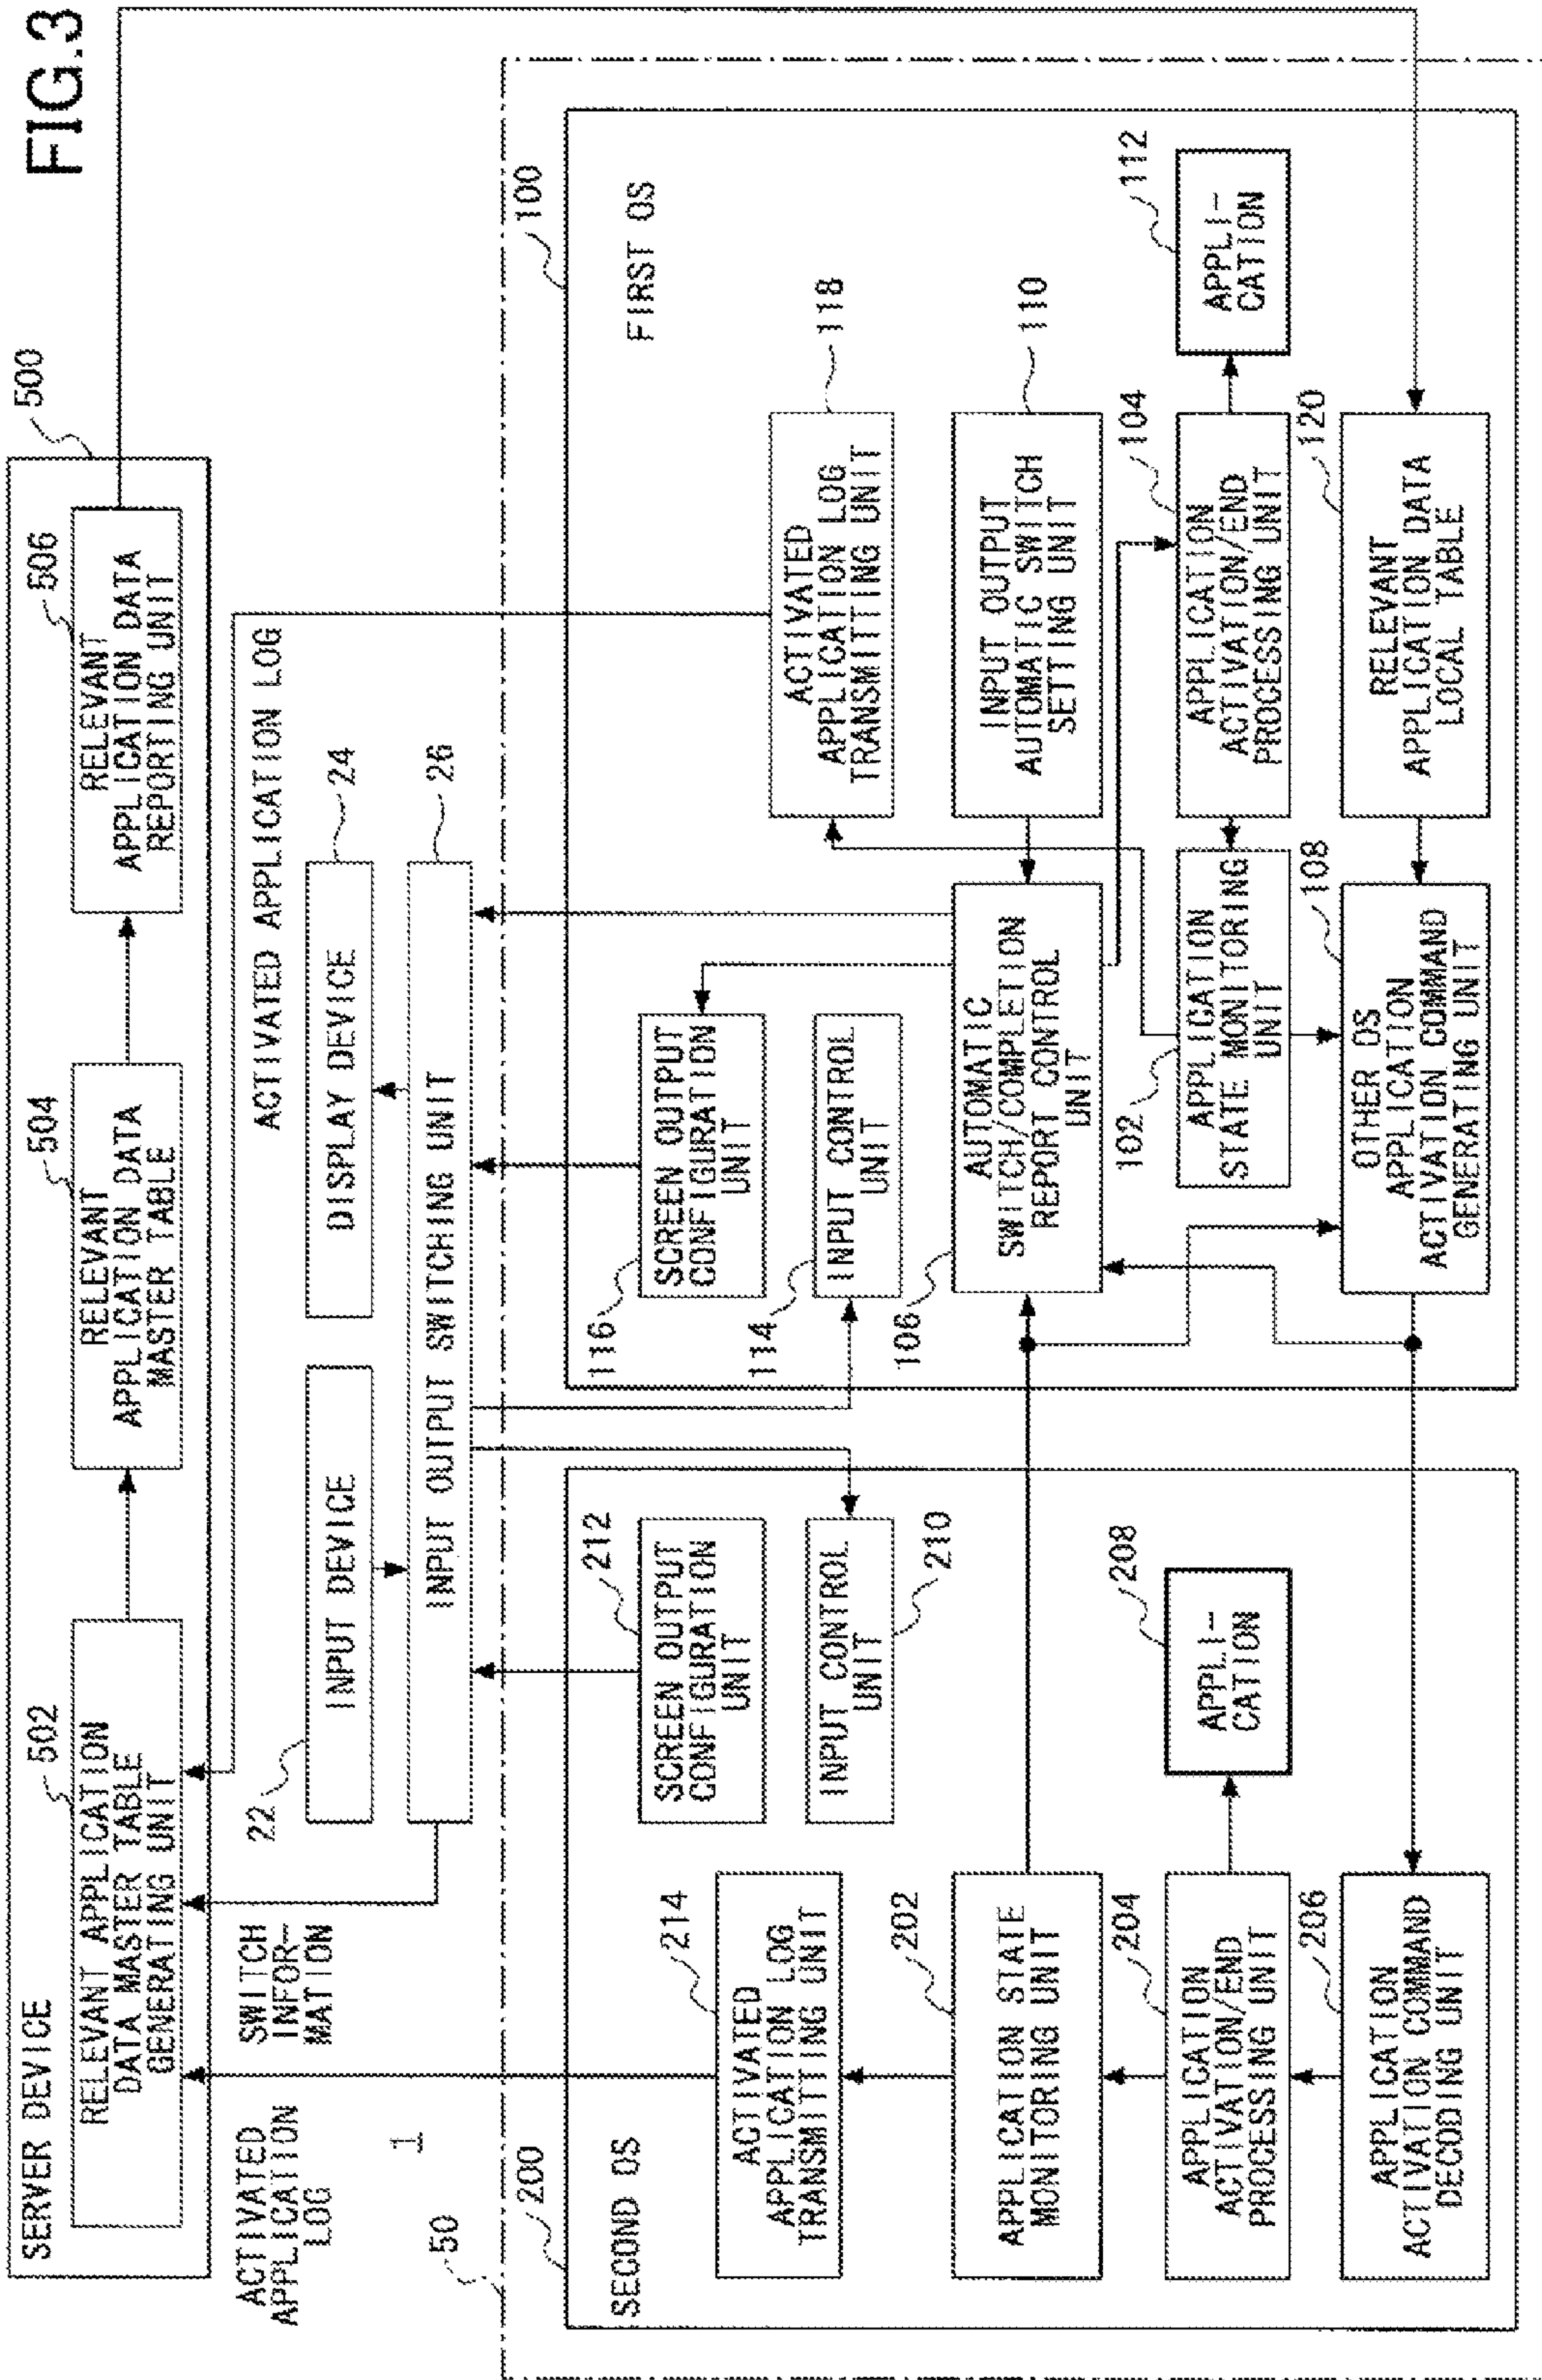 FIG.3
SERVER DEVICE
500
502
RELEVANT APPLICATION
DATA MASTER TABLE
GENERATING UNIT
504
RELEVANT
APPLICATION DATA
MASTER TABLE
506
RELEVANT
APPLICATION DATA
REPORTING UNIT
ACTIVATED
APPLICATION
LOG
SWITCH
INFOR-
MATION
ACTIVATED APPLICATION LOG
1
22
INPUT DEVICE
DISPLAY DEVICE
24
INPUT OUTPUT SWITCHING UNIT
26
50
200
SECOND OS
212
SCREEN OUTPUT
CONFIGURATION
UNIT
INPUT CONTROL
UNIT
210
214
ACTIVATED
APPLICATION LOG
TRANSMITTING UNIT
202
APPLICATION STATE
MONITORING UNIT
204
APPLICATION
ACTIVATION/END
PROCESSING UNIT
208
APPLI-
CATION
206
APPLICATION
ACTIVATION COMMAND
DECODING UNIT
100
FIRST OS
116
SCREEN OUTPUT
CONFIGURATION
UNIT
114
INPUT CONTROL
UNIT
ACTIVATED
APPLICATION LOG
TRANSMITTING UNIT
118
106
AUTOMATIC
SWITCH/COMPLETION
REPORT CONTROL
UNIT
INPUT OUTPUT
AUTOMATIC SWITCH
SETTING UNIT
110
102
APPLICATION
STATE MONITORING
UNIT
104
APPLICATION
ACTIVATION/END
PROCESSING UNIT
112
APPLI-
CATION
108
OTHER OS
APPLICATION
ACTIVATION COMMAND
GENERATING UNIT
120
RELEVANT
APPLICATION DATA
LOCAL TABLE